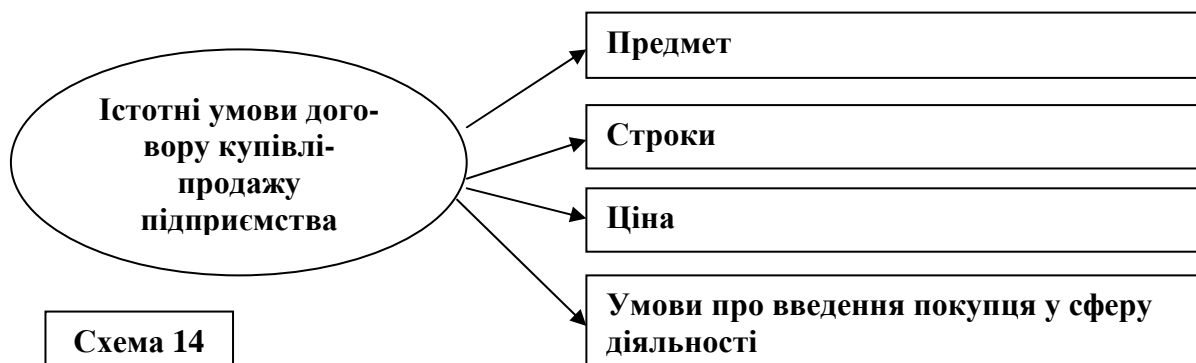 Істотні умови дого-
вору купівлі-
продажу
підприємства
Предмет
Строки
Ціна
Умови про введення покупця у сферу
діяльності
Схема 14